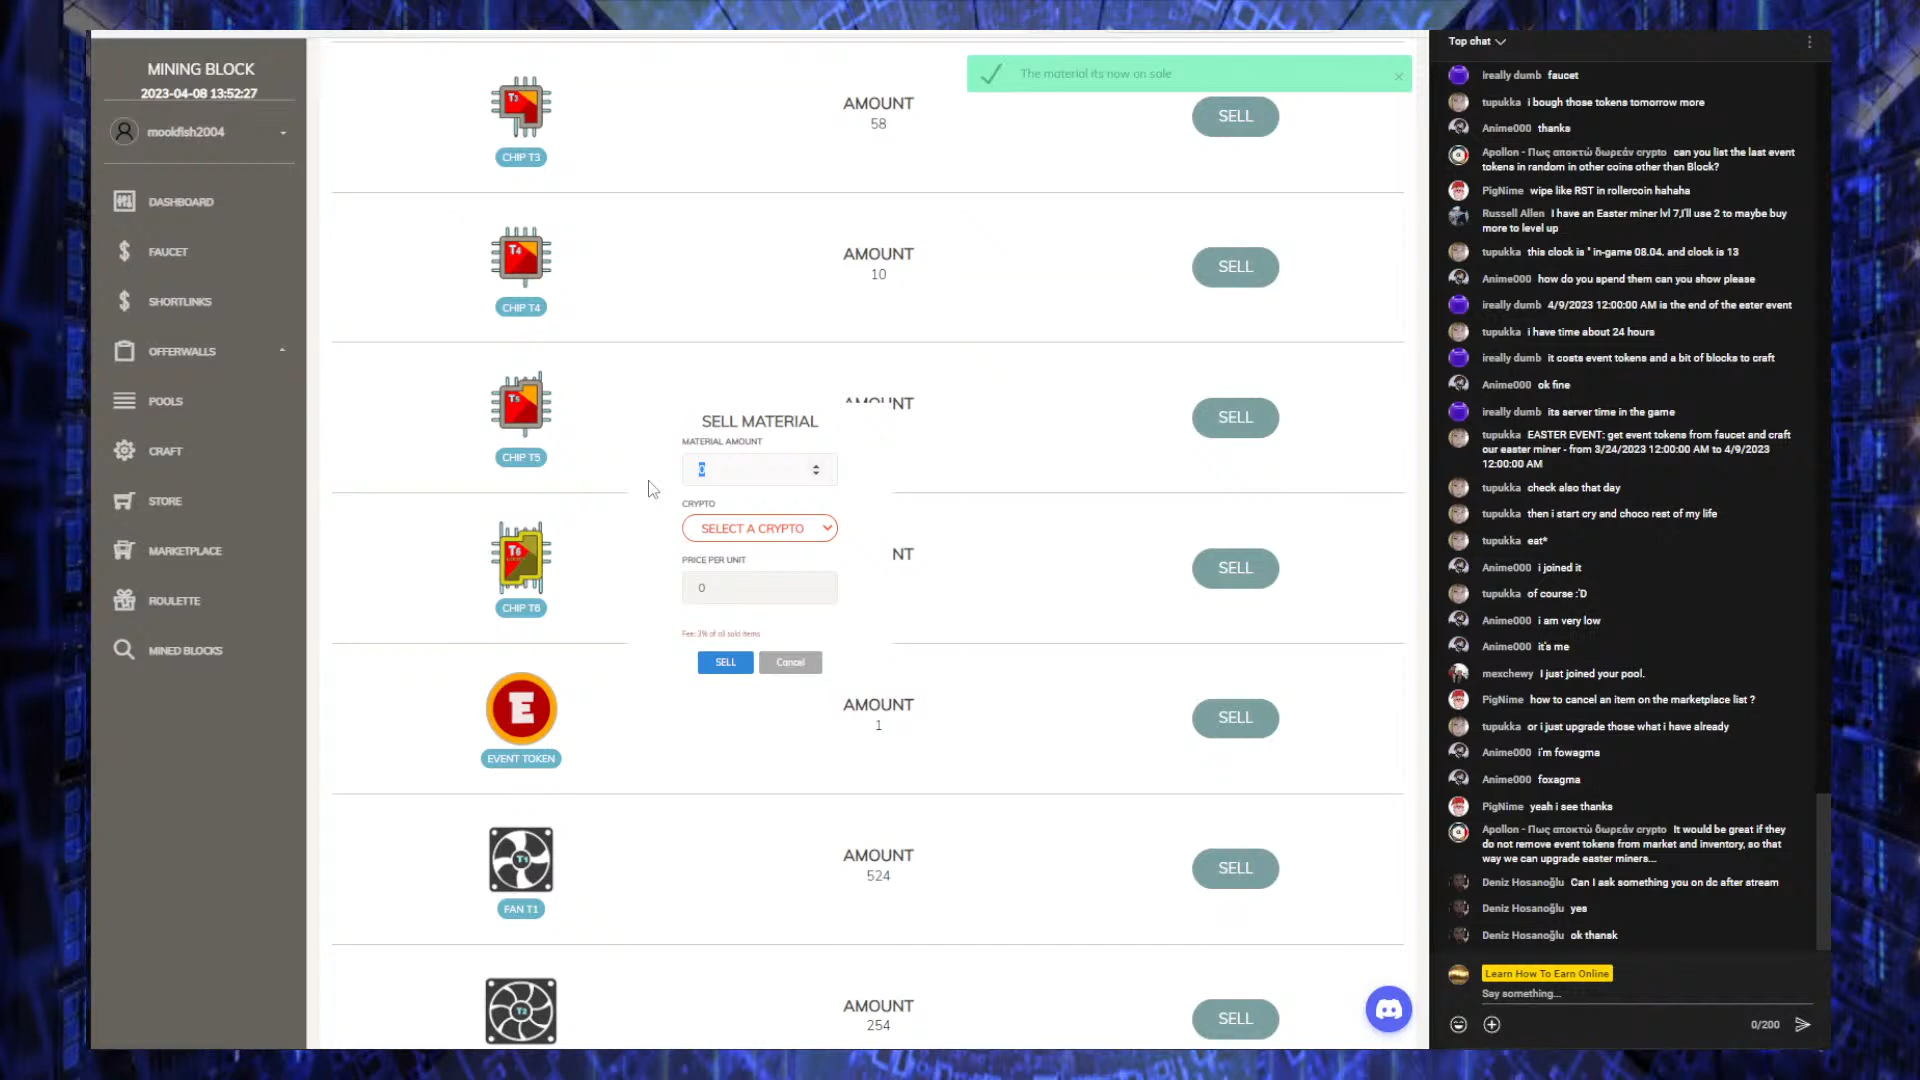 MINING BLOCK
2023-04-08 13:52:27
mookfish2004
DASHBOARD
FAUCET
SHORTLINKS
OFFERWALLS
POOLS
CRAFT
STORE
MARKETPLACE
ROULETTE
MINED BLOCKS
The material its now on sale
T3
CHIP T3
AMOUNT
58
SELL
T4
CHIP T4
AMOUNT
10
SELL
T5
CHIP T5
AMOUNT
SELL
T6
CHIP T6
NT
SELL
SELL MATERIAL
MATERIAL AMOUNT
0
CRYPTO
SELECT A CRYPTO
PRICE PER UNIT
0
Fee: 3% of all sold items
SELL
Cancel
E
EVENT TOKEN
AMOUNT
1
SELL
T1
FAN T1
AMOUNT
524
SELL
T2
AMOUNT
254
SELL
Top chat
ireally dumb faucet
tupukka i bough those tokens tomorrow more
Anime000 thanks
Apollon - Πως αποκτώ δωρεάν crypto can you list the last event
tokens in random in other coins other than Block?
PigNime wipe like RST in rollercoin hahaha
Russell Allen I have an Easter miner lvl 7,I'll use 2 to maybe buy
more to level up
tupukka this clock is " in-game 08.04. and clock is 13
Anime000 how do you spend them can you show please
ireally dumb 4/9/2023 12:00:00 AM is the end of the ester event
tupukka i have time about 24 hours
ireally dumb it costs event tokens and a bit of blocks to craft
Anime000 ok fine
ireally dumb its server time in the game
tupukka EASTER EVENT: get event tokens from faucet and craft
our easter miner - from 3/24/2023 12:00:00 AM to 4/9/2023
12:00:00 AM
tupukka check also that day
tupukka then i start cry and choco rest of my life
tupukka eat*
Anime000 i joined it
tupukka of course :'D
Anime000 i am very low
Anime000 it's me
mexchewy I just joined your pool.
PigNime how to cancel an item on the marketplace list ?
tupukka or i just upgrade those what i have already
Anime000 i'm fowagma
Anime000 foxagma
PigNime yeah i see thanks
Apollon - Πως αποκτώ δωρεάν crypto It would be great if they
do not remove event tokens from market and inventory, so that
way we can upgrade easter miners...
Deniz Hosanoğlu Can I ask something you on dc after stream
Deniz Hosanoğlu yes
Deniz Hosanoğlu ok thansk
Learn How To Earn Online
Say something...
0/200